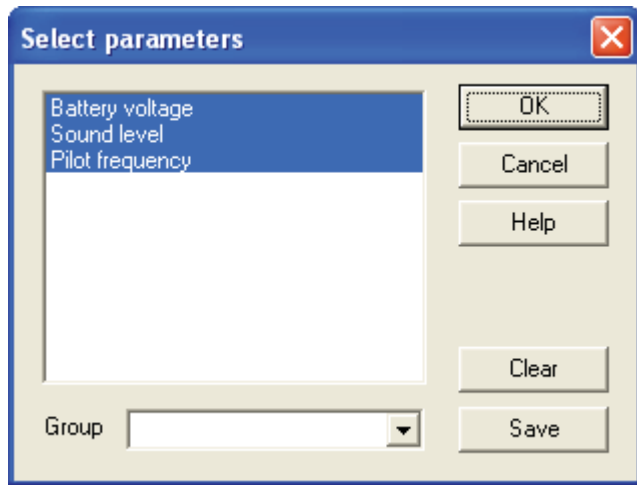 Select parameters
Battery voltage
Sound level
Pilot frequency
OK
Cancel
Help
Clear
Group
Save